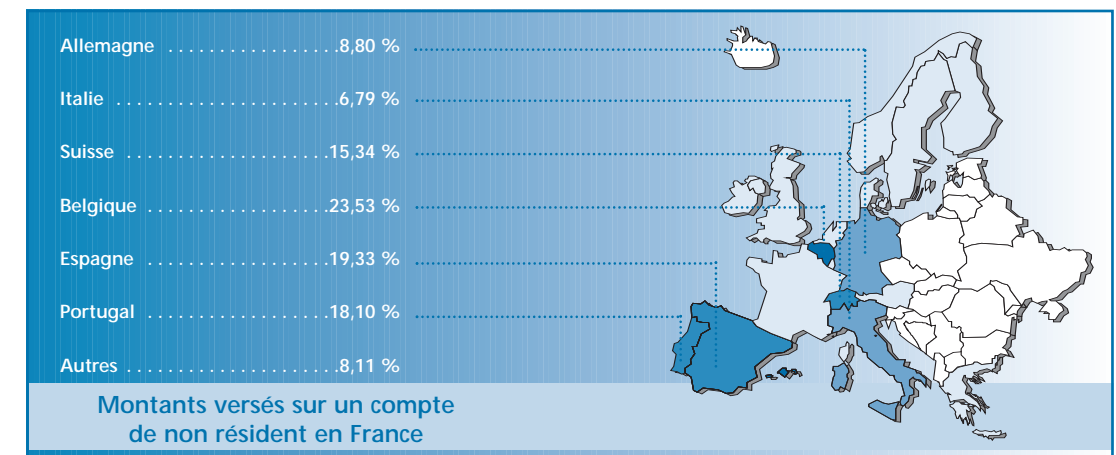 Allemagne . . . . . . . . . . . . . . . . .8,80 %
Italie . . . . . . . . . . . . . . . . . . . . . .6,79 %
Suisse . . . . . . . . . . . . . . . . . . . . .15,34 %
Belgique . . . . . . . . . . . . . . . . . .23,53 %
Espagne . . . . . . . . . . . . . . . . . .19,33 %
Portugal . . . . . . . . . . . . . . . . . .18,10 %
Autres . . . . . . . . . . . . . . . . . . . . .8,11 %
Montants versés sur un compte
de non résident en France